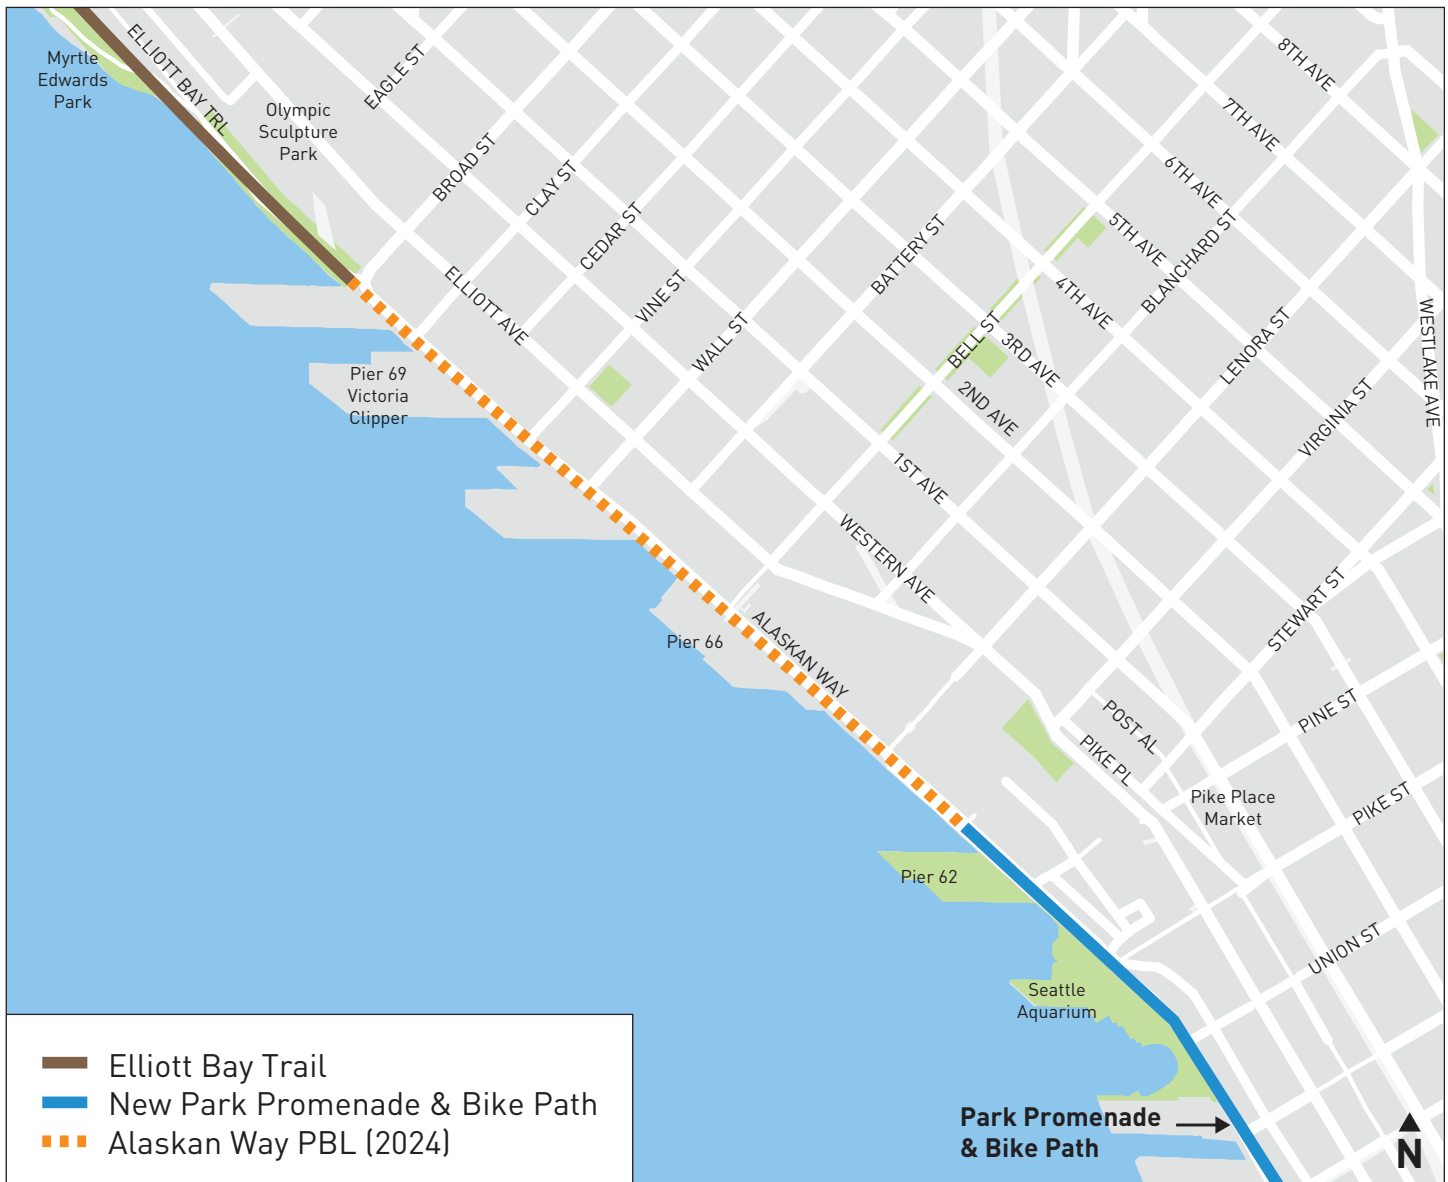 Myrtle
Edwards
Park
ELLIOTT BAY TRL
Olympic
Sculpture
Park
EAGLE ST
BROAD ST
CLAY ST
CEDAR ST
VINE ST
WALL ST
BATTERY ST
BELL ST
BLANCHARD ST
LENORA ST
VIRGINIA ST
STEWART ST
PINE ST
PIKE ST
UNION ST
8TH AVE
7TH AVE
6TH AVE
5TH AVE
4TH AVE
3RD AVE
2ND AVE
1ST AVE
WESTERN AVE
ELLIOTT AVE
ALASKAN WAY
WESTLAKE AVE
POST AL
PIKE PL
Pike Place
Market
Pier 69
Victoria
Clipper
Pier 66
Pier 62
Seattle
Aquarium
Park Promenade
& Bike Path
N
Elliott Bay Trail
New Park Promenade & Bike Path
Alaskan Way PBL (2024)